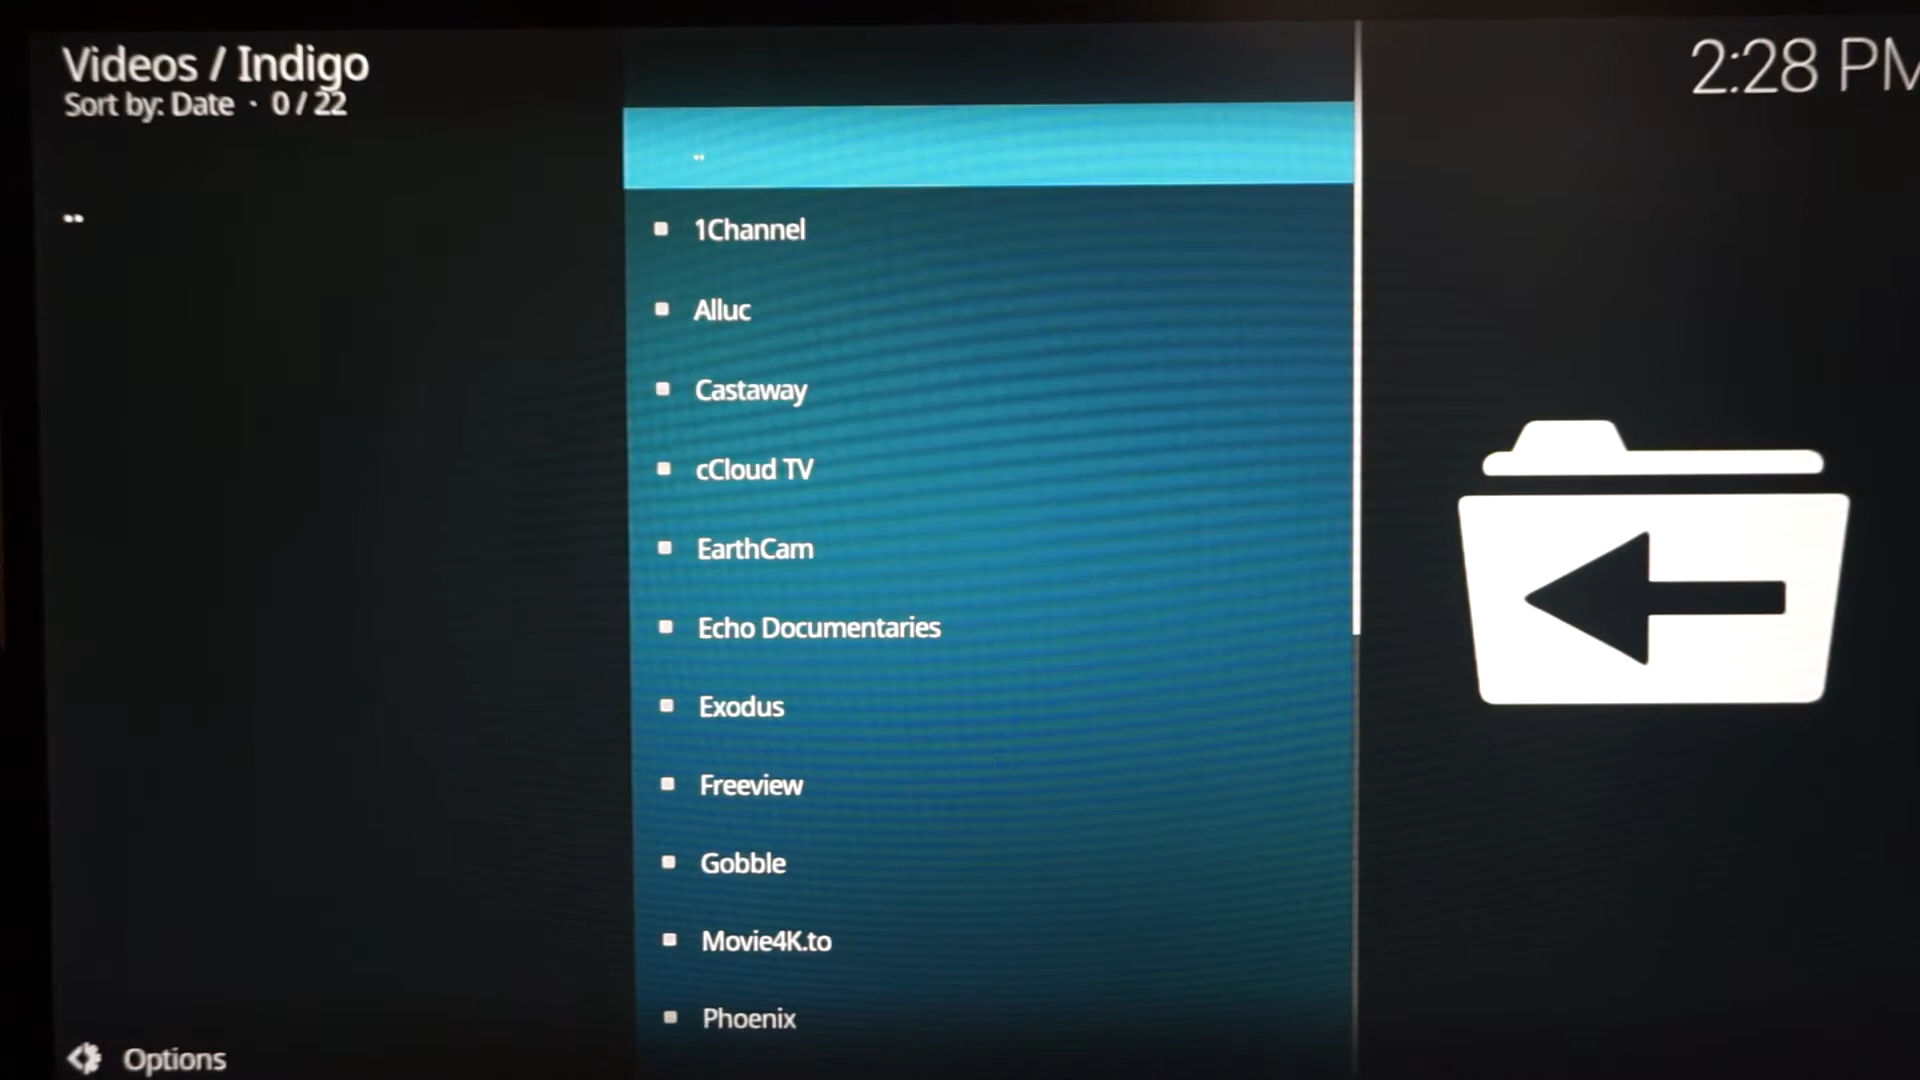 Videos / Indigo
Sort by: Date · 0 / 22
2:28 PM
..
..
1Channel
Alluc
Castaway
cCloud TV
EarthCam
Echo Documentaries
Exodus
Freeview
Gobble
Movie4K.to
Phoenix
Options